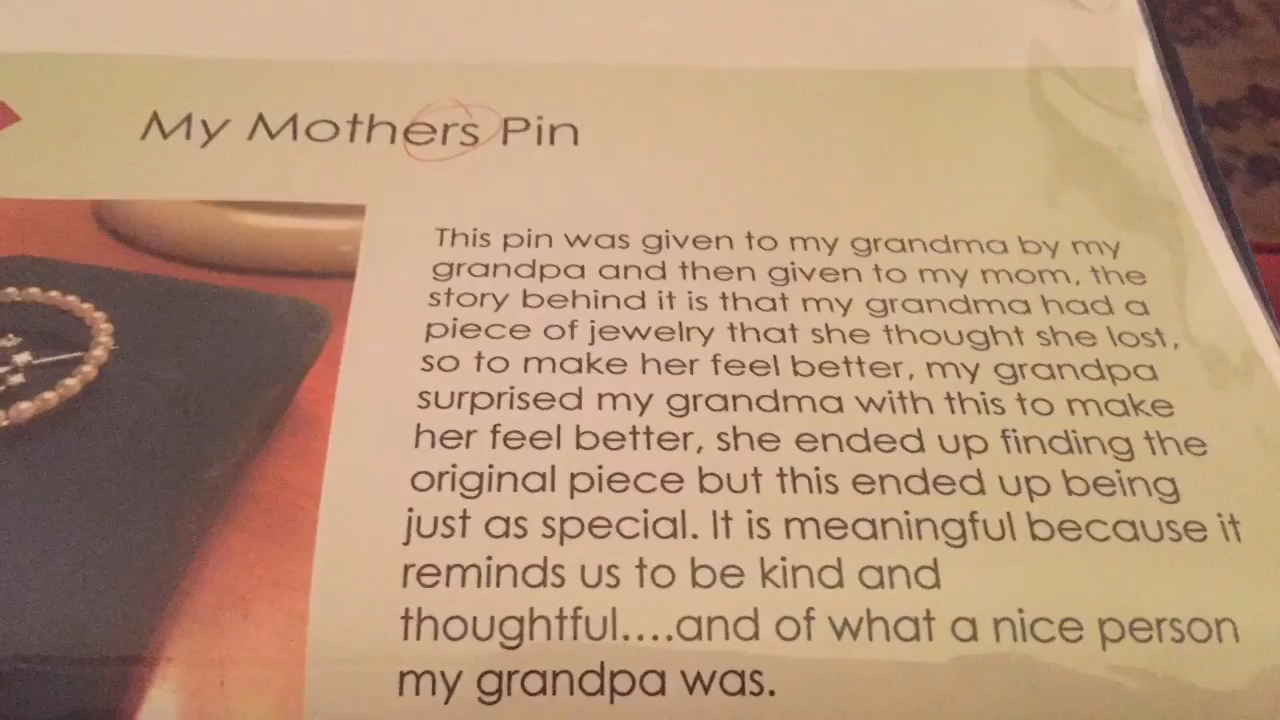 My Mothers Pin
This pin was given to my grandma by my
grandpa and then given to my mom, the
story behind it is that my grandma had a
piece of jewelry that she thought she lost,
so to make her feel better, my grandpa
surprised my grandma with this to make
her feel better, she ended up finding the
original piece but this ended up being
just as special. It is meaningful because it
reminds us to be kind and
thoughtful....and of what a nice person
my grandpa was.